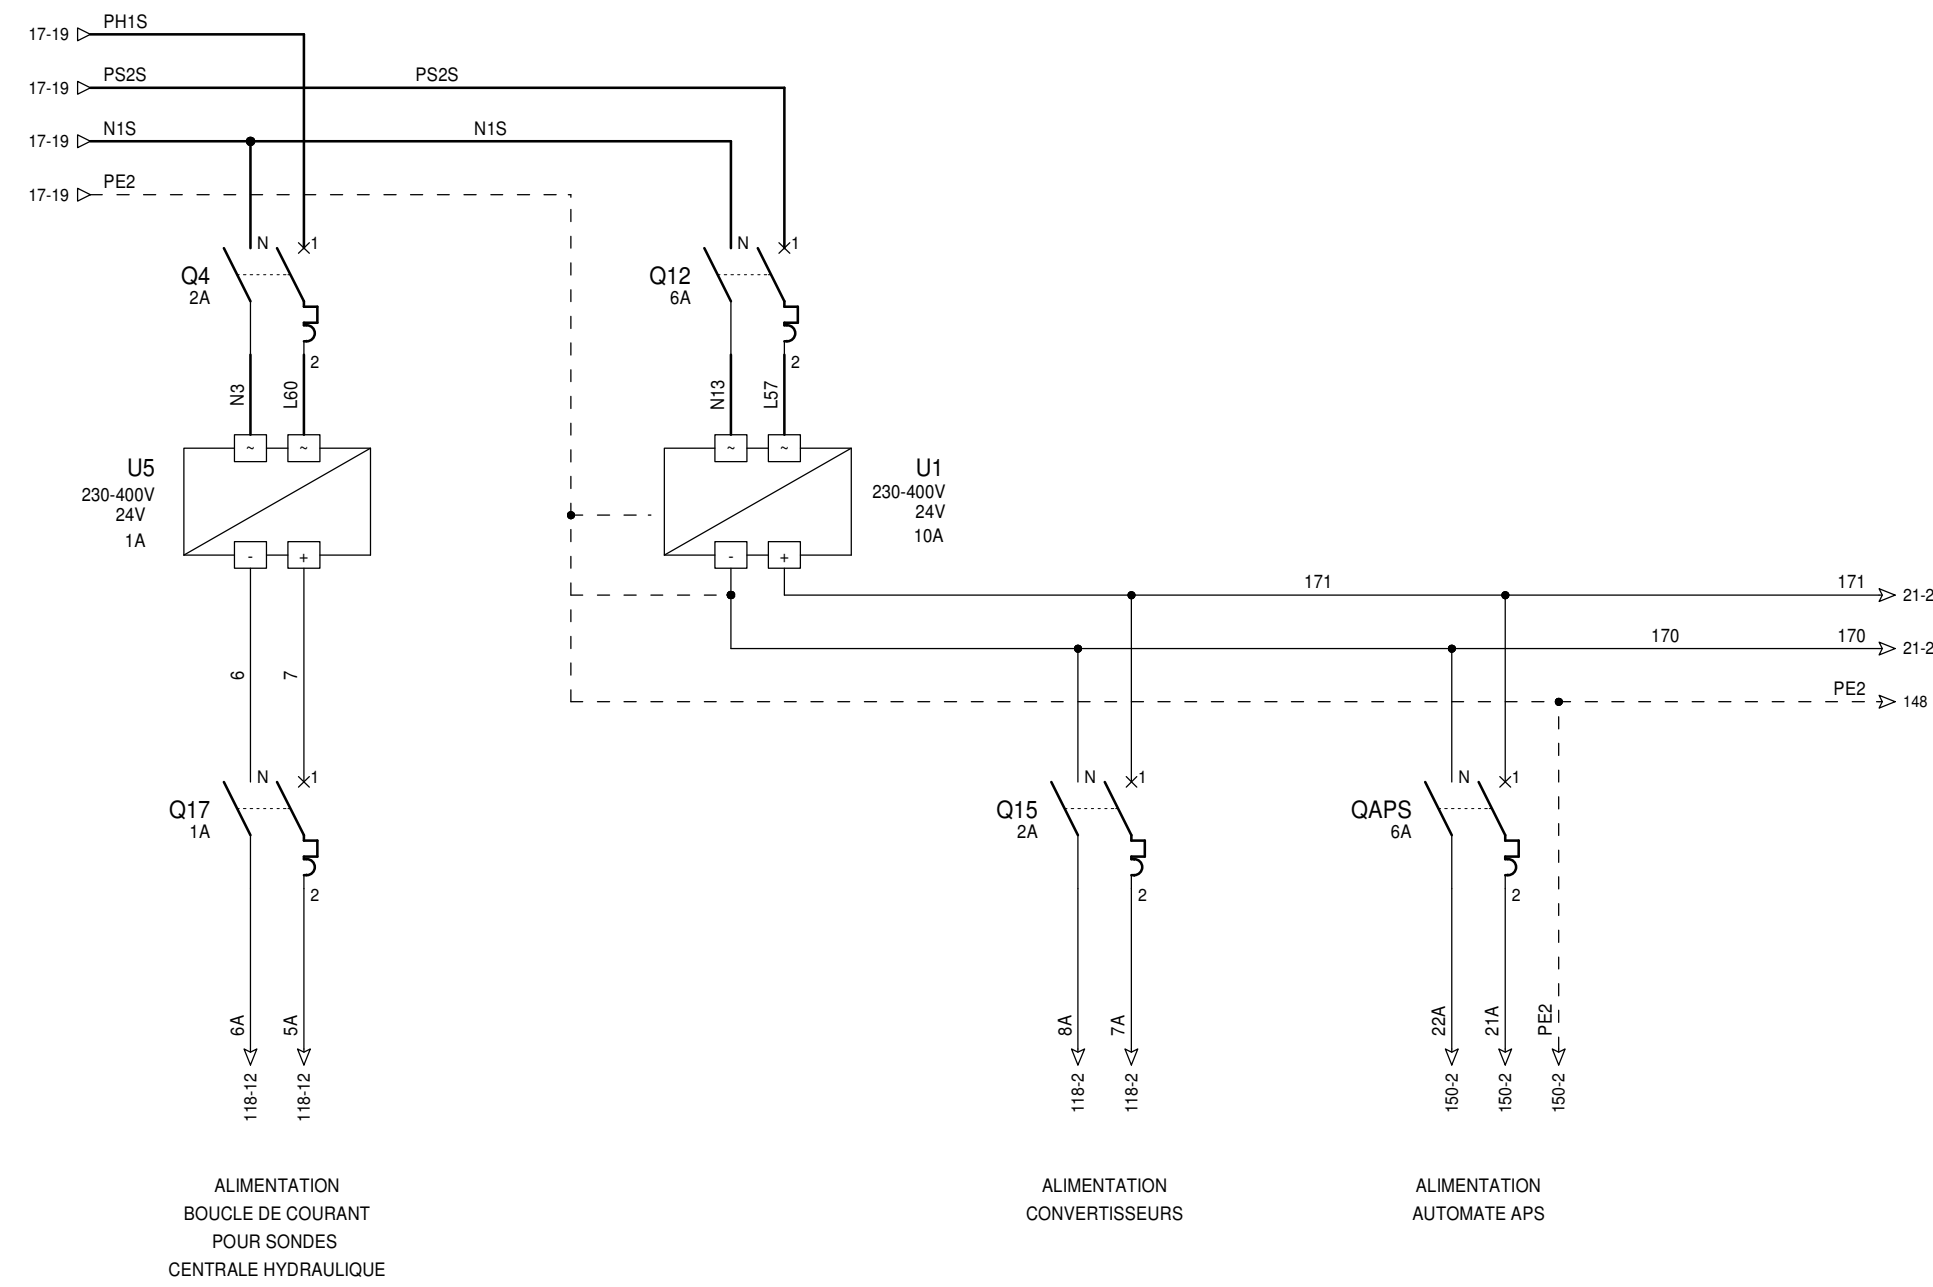 PH1S
17-19
PS2S PS2S
17-19
N1S N1S
17-19
PE2
17-19
N 1 N 1
Q4 Q12
2A 6A
2 2
N3 L60 N13 L57
~ ~ ~ ~
U5 U1
230-400V 230-400V
24V 24V
1A 10A
- + - +
171 171 21-2
170 170 21-2
6 7
PE2 148
N 1 N 1 N 1
Q17 Q15 QAPS
1A 2A 6A
2 2 2
6A 5A 8A 7A 22A 21A PE2
118-12 118-12 118-2 118-2 150-2 150-2 150-2
ALIMENTATION
BOUCLE DE COURANT
POUR SONDES
CENTRALE HYDRAULIQUE
ALIMENTATION
CONVERTISSEURS
ALIMENTATION
AUTOMATE APS